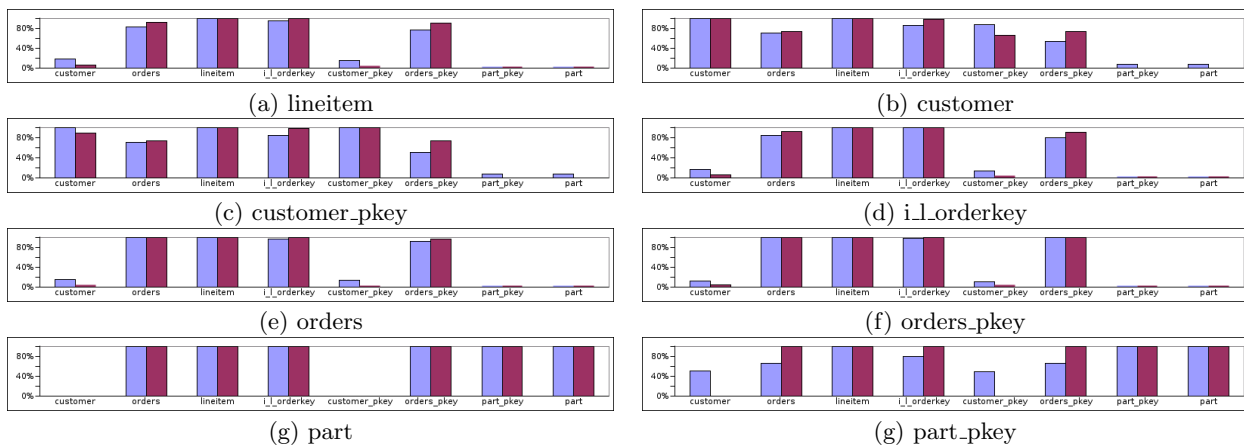 80%
40%
0%
customer orders lineitem i_l_orderkey customer_pkey orders_pkey part_pkey part
(a) lineitem
80%
40%
0%
customer orders lineitem i_l_orderkey customer_pkey orders_pkey part_pkey part
(b) customer
80%
40%
0%
customer orders lineitem i_l_orderkey customer_pkey orders_pkey part_pkey part
(c) customer_pkey
80%
40%
0%
customer orders lineitem i_l_orderkey customer_pkey orders_pkey part_pkey part
(d) i_l_orderkey
80%
40%
0%
customer orders lineitem i_l_orderkey customer_pkey orders_pkey part_pkey part
(e) orders
80%
40%
0%
customer orders lineitem i_l_orderkey customer_pkey orders_pkey part_pkey part
(f) orders_pkey
80%
40%
0%
customer orders lineitem i_l_orderkey customer_pkey orders_pkey part_pkey part
(g) part
80%
40%
0%
customer orders lineitem i_l_orderkey customer_pkey orders_pkey part_pkey part
(g) part_pkey